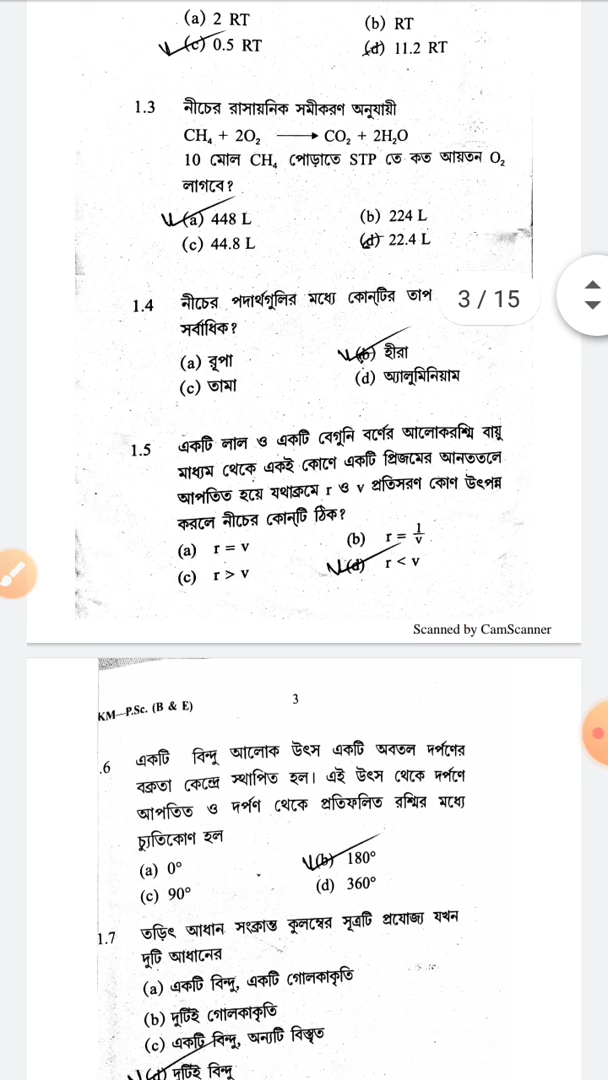 (a) 2 RT (b) RT
(c) 0.5 RT (d) 11.2 RT
1.3 নীচের রাসায়নিক সমীকরণ অনুযায়ী
CH₄ + 2O₂ ⟶ CO₂ + 2H₂O
10 মোল CH₄ পোড়াতে STP তে কত আয়তন O₂
লাগবে?
(a) 448 L (b) 224 L
(c) 44.8 L (d) 22.4 L
1.4 নীচের পদার্থগুলির মধ্যে কোন্‌টির তাপ
3 / 15
সর্বাধিক?
(a) রূপা (b) হীরা
(c) তামা (d) অ্যালুমিনিয়াম
1.5 একটি লাল ও একটি বেগুনি বর্ণের আলোকরশ্মি বায়ু
মাধ্যম থেকে একই কোণে একটি প্রিজমের আনততলে
আপতিত হয়ে যথাক্রমে r ও v প্রতিসরণ কোণ উৎপন্ন
করলে নীচের কোন্‌টি ঠিক?
(a) r = v (b) r = 1/v
(c) r > v (d) r < v
Scanned by CamScanner
KM—P.Sc. (B & E) 3
.6 একটি বিন্দু আলোক উৎস একটি অবতল দর্পণের
বক্রতা কেন্দ্রে স্থাপিত হল। এই উৎস থেকে দর্পণে
আপতিত ও দর্পণ থেকে প্রতিফলিত রশ্মির মধ্যে
চ্যুতিকোণ হল
(a) 0° (b) 180°
(c) 90° (d) 360°
1.7 তড়িৎ আধান সংক্রান্ত কুলম্বের সূত্রটি প্রযোজ্য যখন
দুটি আধানের
(a) একটি বিন্দু, একটি গোলকাকৃতি
(b) দুটিই গোলকাকৃতি
(c) একটি বিন্দু, অন্যটি বিস্তৃত
(d) দুটিই বিন্দু